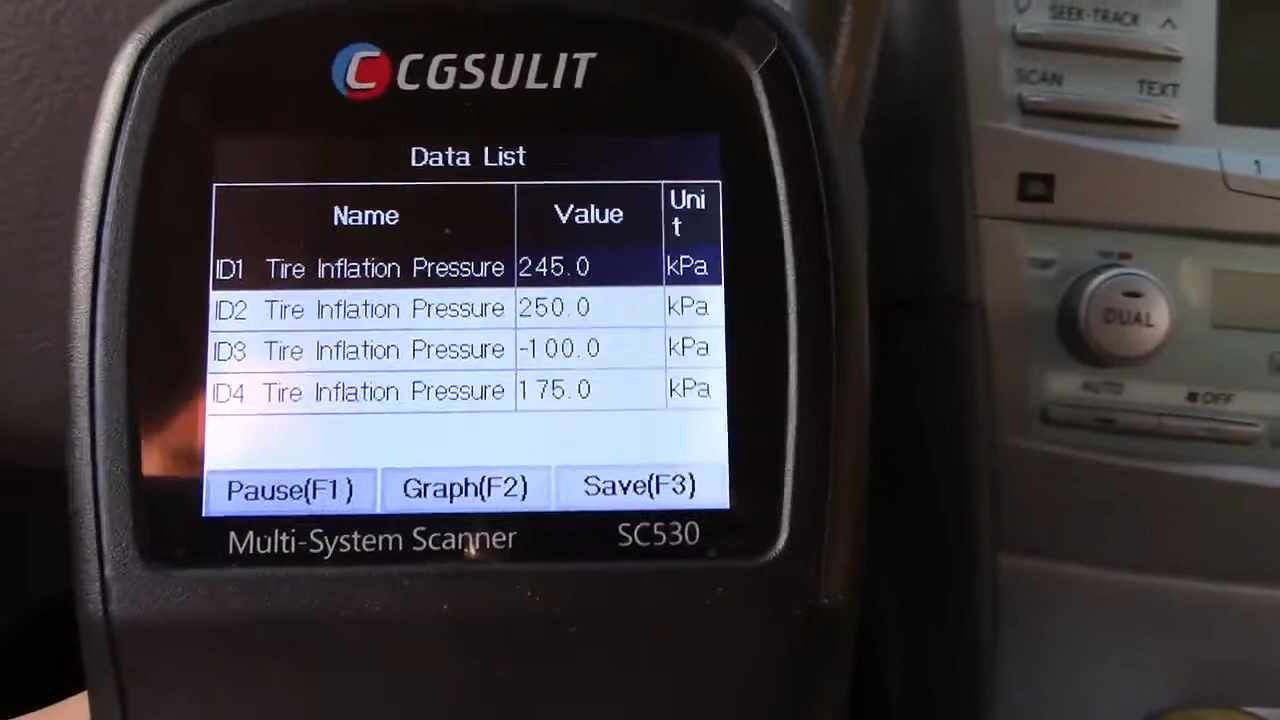 SEEK·TRACK
SCAN
TEXT
CGSULIT
Data List
Name Value Unit
ID1 Tire Inflation Pressure 245.0 kPa
ID2 Tire Inflation Pressure 250.0 kPa
ID3 Tire Inflation Pressure -100.0 kPa
ID4 Tire Inflation Pressure 175.0 kPa
Pause(F1) Graph(F2) Save(F3)
Multi-System Scanner SC530
1
DUAL
AUTO
OFF